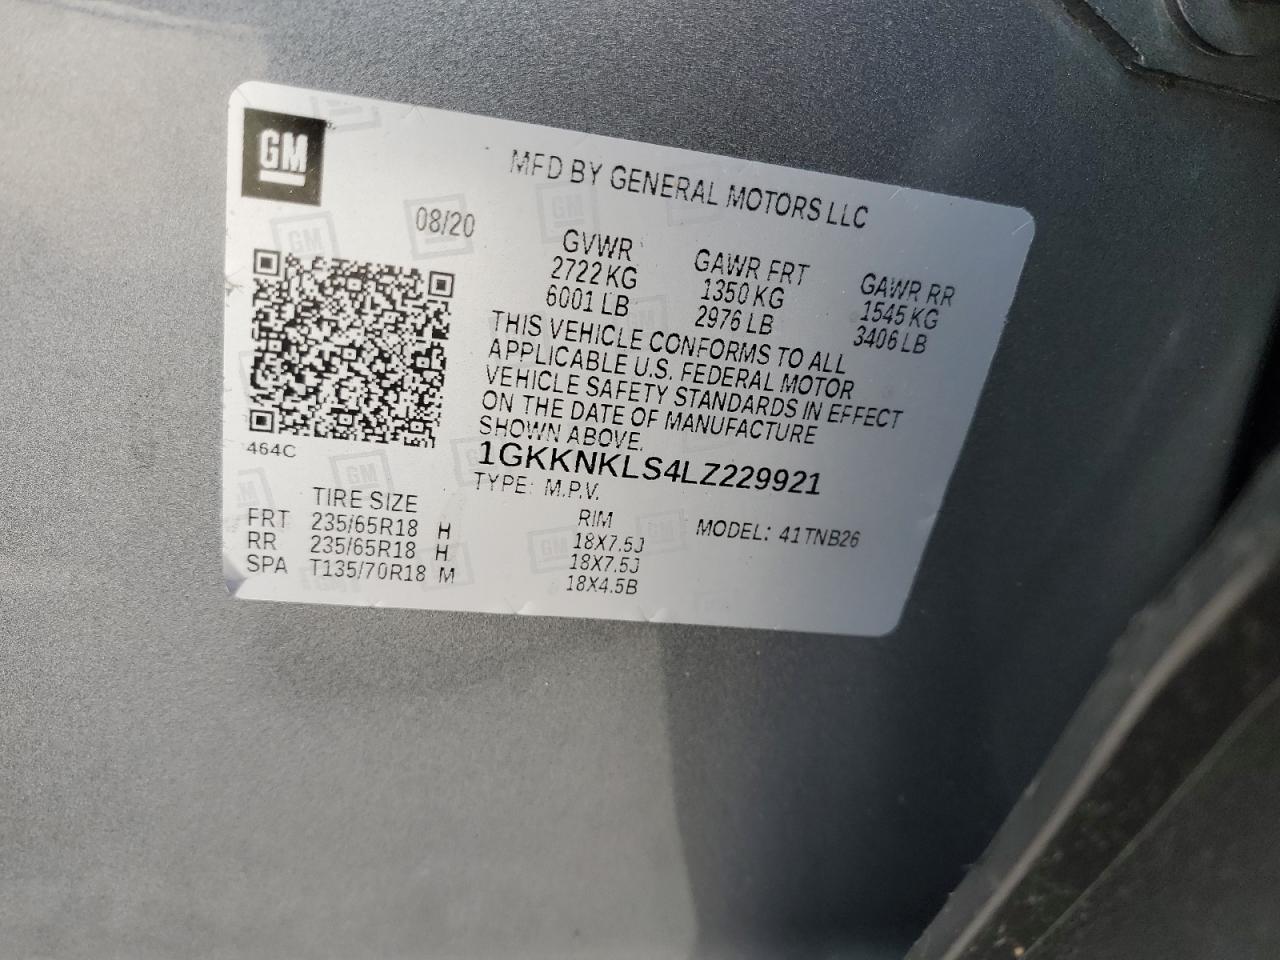 GM
MFD BY GENERAL MOTORS LLC
08/20
GVWR GAWR FRT GAWR RR
2722 KG 1350 KG 1545 KG
6001 LB 2976 LB 3406 LB
THIS VEHICLE CONFORMS TO ALL
APPLICABLE U.S. FEDERAL MOTOR
VEHICLE SAFETY STANDARDS IN EFFECT
ON THE DATE OF MANUFACTURE
SHOWN ABOVE.
464C
1GKKNKLS4LZ229921
TYPE: M.P.V.
TIRE SIZE RIM MODEL: 41TNB26
FRT 235/65R18 H 18X7.5J
RR 235/65R18 H 18X7.5J
SPA T135/70R18 M 18X4.5B